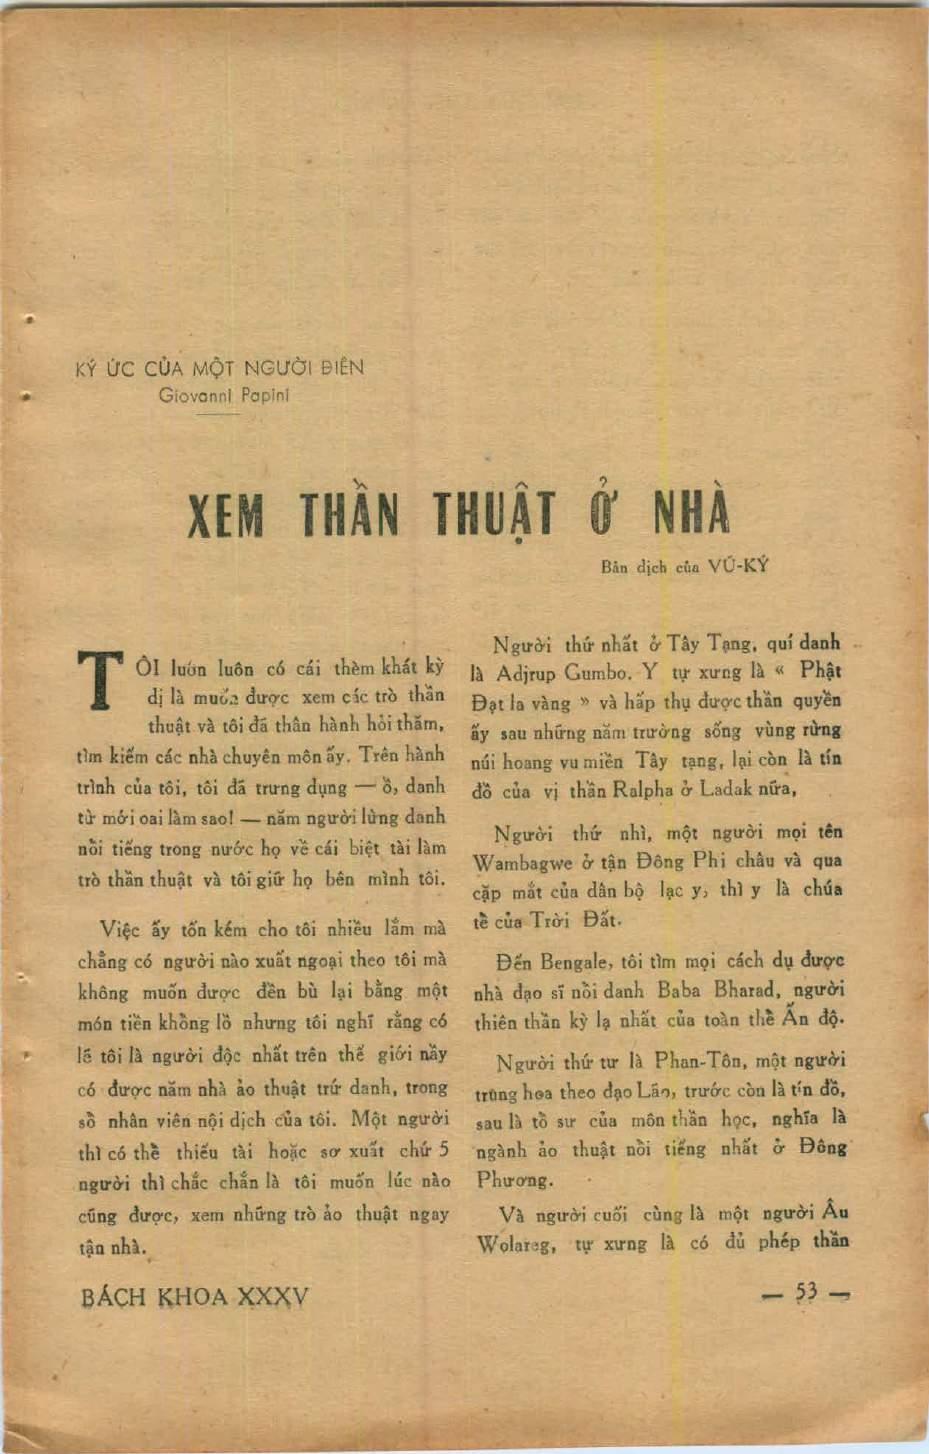 KÝ ỨC CỦA MỘT NGƯỜI ĐIÊN
Giovanni Papini
XEM THẦN THUẬT Ở NHÀ
Bản dịch của VŨ-KÝ
TÔI luôn luôn có cái thèm khát kỳ
dị là muốn được xem các trò thần
thuật và tôi đã thân hành hỏi thăm,
tìm kiếm các nhà chuyên môn ấy. Trên hành
trình của tôi, tôi đã trưng dụng — ồ, danh
từ mới oai làm sao! — năm người lừng danh
nổi tiếng trong nước họ về cái biệt tài làm
trò thần thuật và tôi giữ họ bên mình tôi.
Việc ấy tốn kém cho tôi nhiều lắm mà
chẳng có người nào xuất ngoại theo tôi mà
không muốn được đền bù lại bằng một
món tiền khổng lồ nhưng tôi nghĩ rằng có
lẽ tôi là người độc nhất trên thế giới nầy
có được năm nhà ảo thuật trứ danh, trong
số nhân viên nội dịch của tôi. Một người
thì có thể thiếu tài hoặc sơ xuất chứ 5
người thì chắc chắn là tôi muốn lúc nào
cũng được, xem những trò ảo thuật ngay
tận nhà.
Người thứ nhất ở Tây Tạng, quí danh
là Adjrup Gumbo. Y tự xưng là « Phật
Đạt la vàng » và hấp thụ được thần quyền
ấy sau những năm trường sống vùng rừng
núi hoang vu miền Tây tạng, lại còn là tín
đồ của vị thần Ralpha ở Ladak nữa,
Người thứ nhì, một người mọi tên
Wambagwe ở tận Đông Phi châu và qua
cặp mắt của dân bộ lạc y, thì y là chúa
tể của Trời Đất.
Đến Bengale, tôi tìm mọi cách dụ được
nhà đạo sĩ nổi danh Baba Bharad, người
thiên thần kỳ lạ nhất của toàn thể Ấn độ.
Người thứ tư là Phan-Tôn, một người
trung hoa theo đạo Lão, trước còn là tín đồ,
sau là tổ sư của môn thần học, nghĩa là
ngành ảo thuật nổi tiếng nhất ở Đông
Phương.
Và người cuối cùng là một người Âu
Wolareg, tự xưng là có đủ phép thần
BÁCH KHOA XXXV
— 53 —